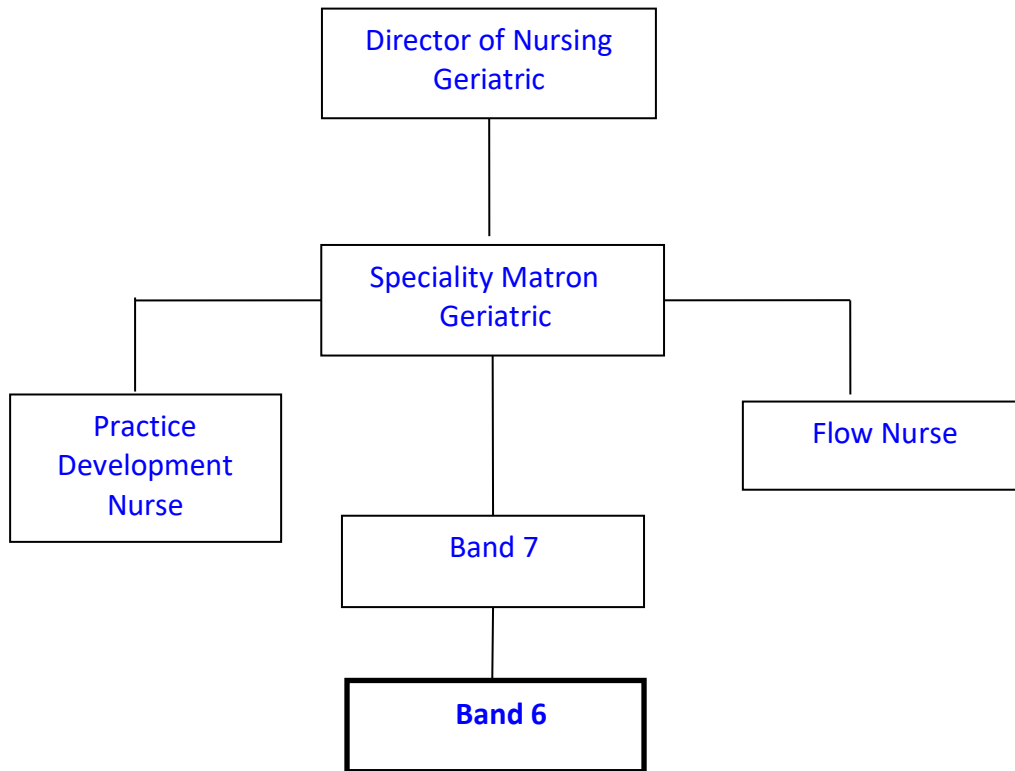 Director of Nursing
Geriatric
Speciality Matron
Geriatric
Practice
Development
Nurse
Flow Nurse
Band 7
Band 6